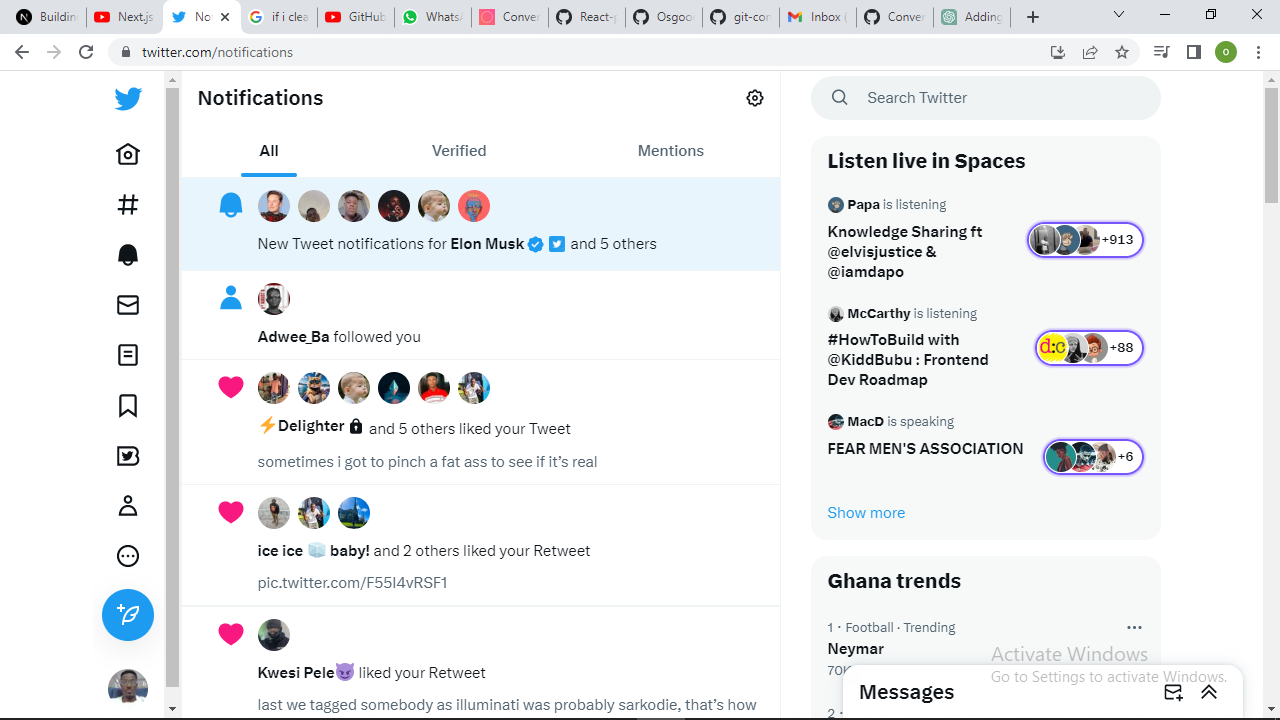 Building
Next.js
Not
if i clea
GitHub
WhatsA
Conver
React-p
Osgoo
git-con
Inbox (
Conver
Adding
twitter.com/notifications
o
Notifications
All
Verified
Mentions
New Tweet notifications for Elon Musk and 5 others
Adwee_Ba followed you
⚡Delighter 🔒 and 5 others liked your Tweet
sometimes i got to pinch a fat ass to see if it's real
ice ice 🧊 baby! and 2 others liked your Retweet
pic.twitter.com/F55I4vRSF1
Kwesi Pele😈 liked your Retweet
last we tagged somebody as illuminati was probably sarkodie, that's how
Search Twitter
Listen live in Spaces
Papa is listening
Knowledge Sharing ft
@elvisjustice &
@iamdapo
+913
McCarthy is listening
#HowToBuild with
@KiddBubu : Frontend
Dev Roadmap
d:c
+88
MacD is speaking
FEAR MEN'S ASSOCIATION
+6
Show more
Ghana trends
1 · Football · Trending
Neymar
70K
2 ·
Messages
Activate Windows
Go to Settings to activate Windows.